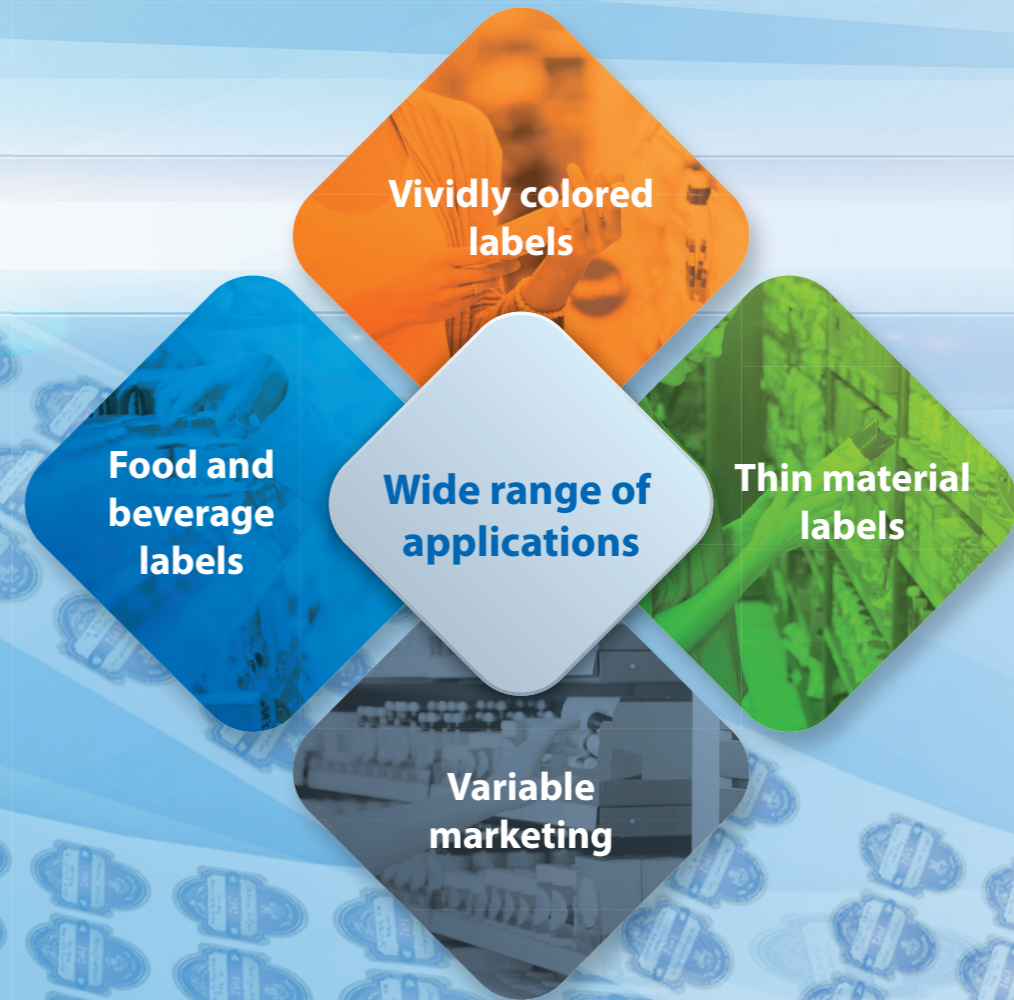 Vividly colored
labels
Food and
beverage
labels
Wide range of
applications
Thin material
labels
Variable
marketing